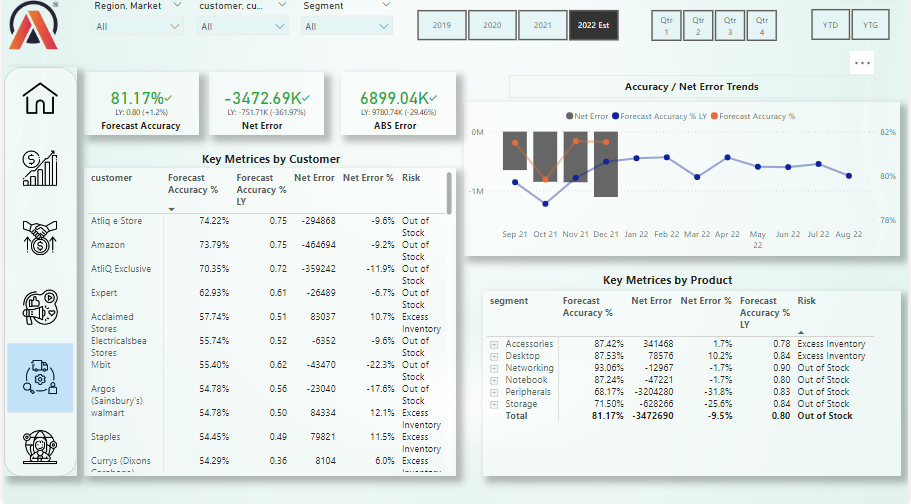 Region, Market customer, cu... Segment
All All All
2019 2020 2021 2022 Est
Qtr 1 Qtr 2 Qtr 3 Qtr 4
YTD YTG
81.17%
LY: 0.80 (+1.2%)
Forecast Accuracy
-3472.69K
LY: -751.71K (-361.97%)
Net Error
6899.04K
LY: 9780.74K (-29.46%)
ABS Error
Accuracy / Net Error Trends
Net Error Forecast Accuracy % LY Forecast Accuracy %
0M 82%
-1M 80%
78%
Sep 21 Oct 21 Nov 21 Dec 21 Jan 22 Feb 22 Mar 22 Apr 22 May 22 Jun 22 Jul 22 Aug 22
Key Metrices by Customer
customer Forecast Accuracy % Forecast Accuracy % LY Net Error Net Error % Risk
Atliq e Store 74.22% 0.75 -294868 -9.6% Out of Stock
Amazon 73.79% 0.75 -464694 -9.2% Out of Stock
AtliQ Exclusive 70.35% 0.72 -359242 -11.9% Out of Stock
Expert 62.93% 0.61 -26489 -6.7% Out of Stock
Acclaimed Stores 57.74% 0.51 83037 10.7% Excess Inventory
Electricalsbea Stores 55.74% 0.52 -6352 -9.6% Out of Stock
Mbit 55.40% 0.62 -43470 -22.3% Out of Stock
Argos (Sainsbury's) 54.78% 0.56 -23040 -17.6% Out of Stock
walmart 54.78% 0.50 84334 12.1% Excess Inventory
Staples 54.45% 0.49 79821 11.5% Excess Inventory
Currys (Dixons 54.29% 0.36 8104 6.0% Excess
Key Metrices by Product
segment Forecast Accuracy % Net Error Net Error % Forecast Accuracy % LY Risk
Accessories 87.42% 341468 1.7% 0.78 Excess Inventory
Desktop 87.53% 78576 10.2% 0.84 Excess Inventory
Networking 93.06% -12967 -1.7% 0.90 Out of Stock
Notebook 87.24% -47221 -1.7% 0.80 Out of Stock
Peripherals 68.17% -3204280 -31.8% 0.83 Out of Stock
Storage 71.50% -628266 -25.6% 0.84 Out of Stock
Total 81.17% -3472690 -9.5% 0.80 Out of Stock